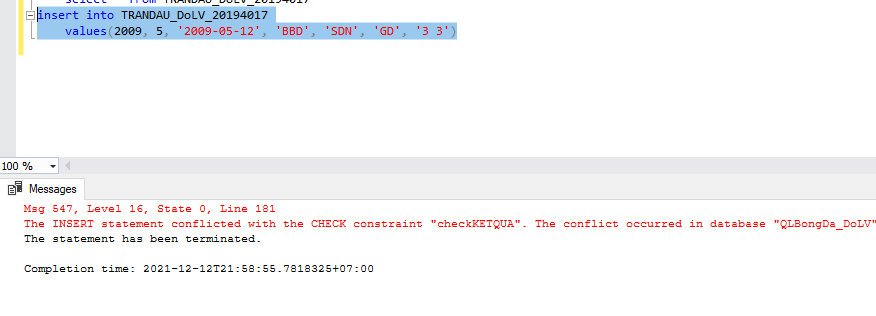 select * from TRANDAU_DoLV_20194017
insert into TRANDAU_DoLV_20194017
values(2009, 5, '2009-05-12', 'BBD', 'SDN', 'GD', '3 3')
100 %
Messages
Msg 547, Level 16, State 0, Line 181
The INSERT statement conflicted with the CHECK constraint "checkKETQUA". The conflict occurred in database "QLBongDa_DoLV"
The statement has been terminated.
Completion time: 2021-12-12T21:58:55.7818325+07:00